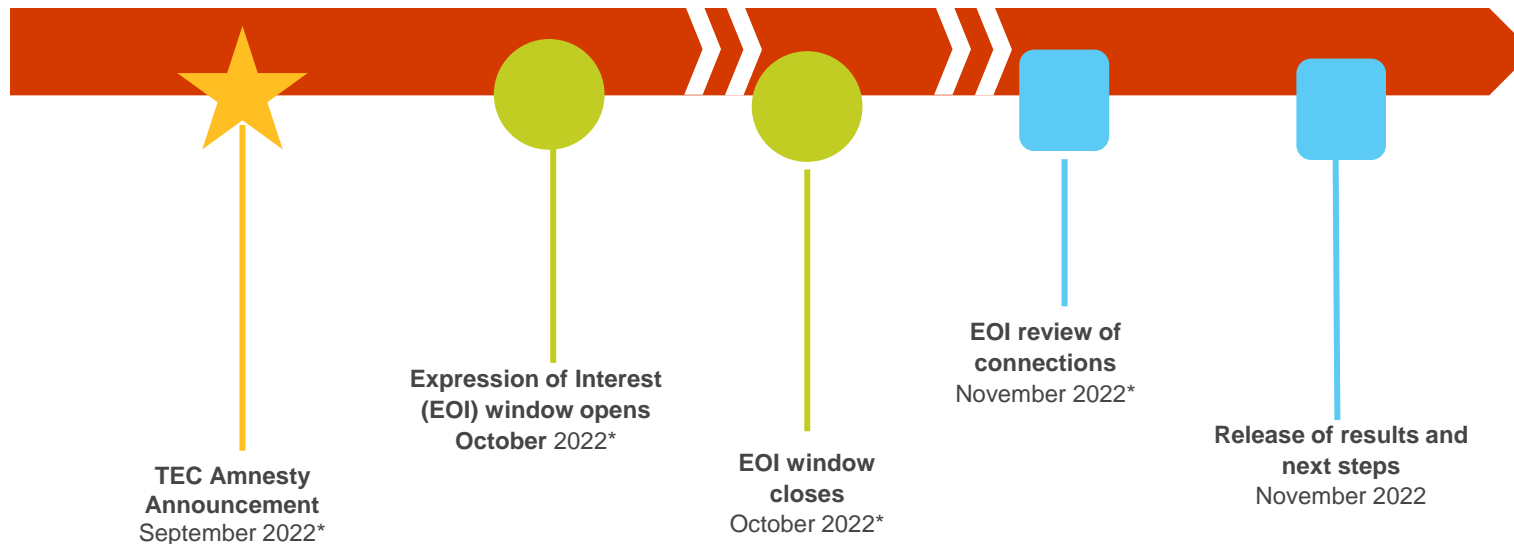 TEC Amnesty
Announcement
September 2022*
Expression of Interest
(EOI) window opens
October 2022*
EOI window
closes
October 2022*
EOI review of
connections
November 2022*
Release of results and
next steps
November 2022